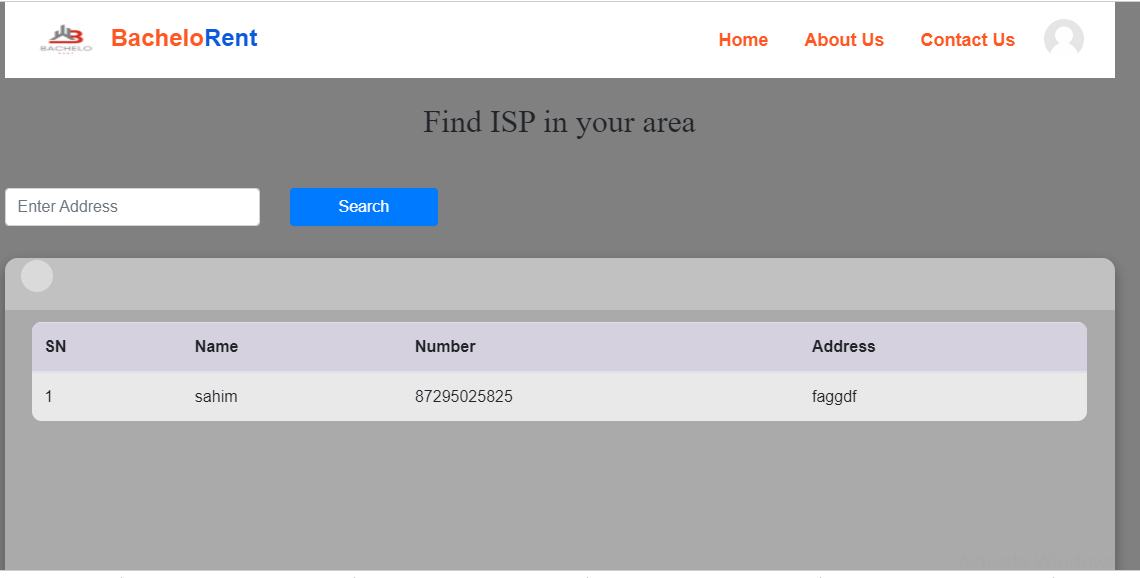 BACHELO
BacheloRent
Home About Us Contact Us
Find ISP in your area
Enter Address Search
SN Name Number Address
1 sahim 87295025825 faggdf